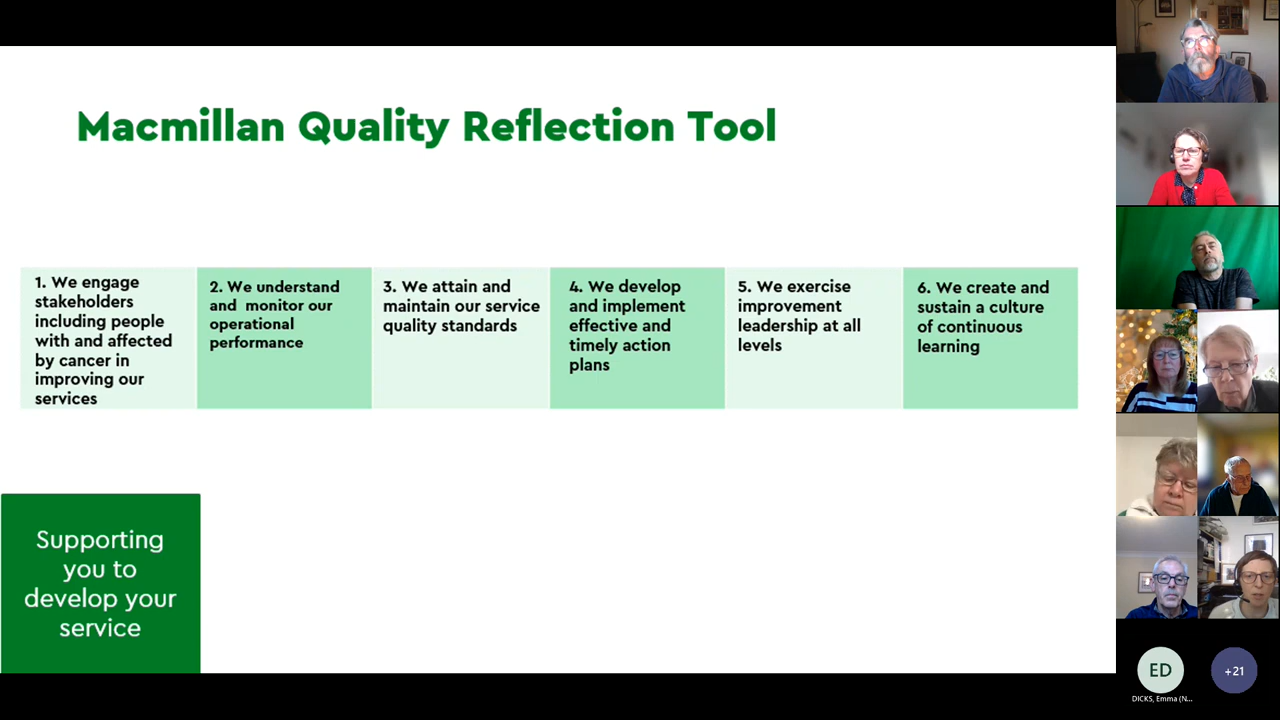 Macmillan Quality Reflection Tool
1. We engage
stakeholders
including people
with and affected
by cancer in
improving our
services
2. We understand
and monitor our
operational
performance
3. We attain and
maintain our service
quality standards
4. We develop
and implement
effective and
timely action
plans
5. We exercise
improvement
leadership at all
levels
6. We create and
sustain a culture
of continuous
learning
Supporting
you to
develop your
service
ED
DICKS, Emma (N...
+21